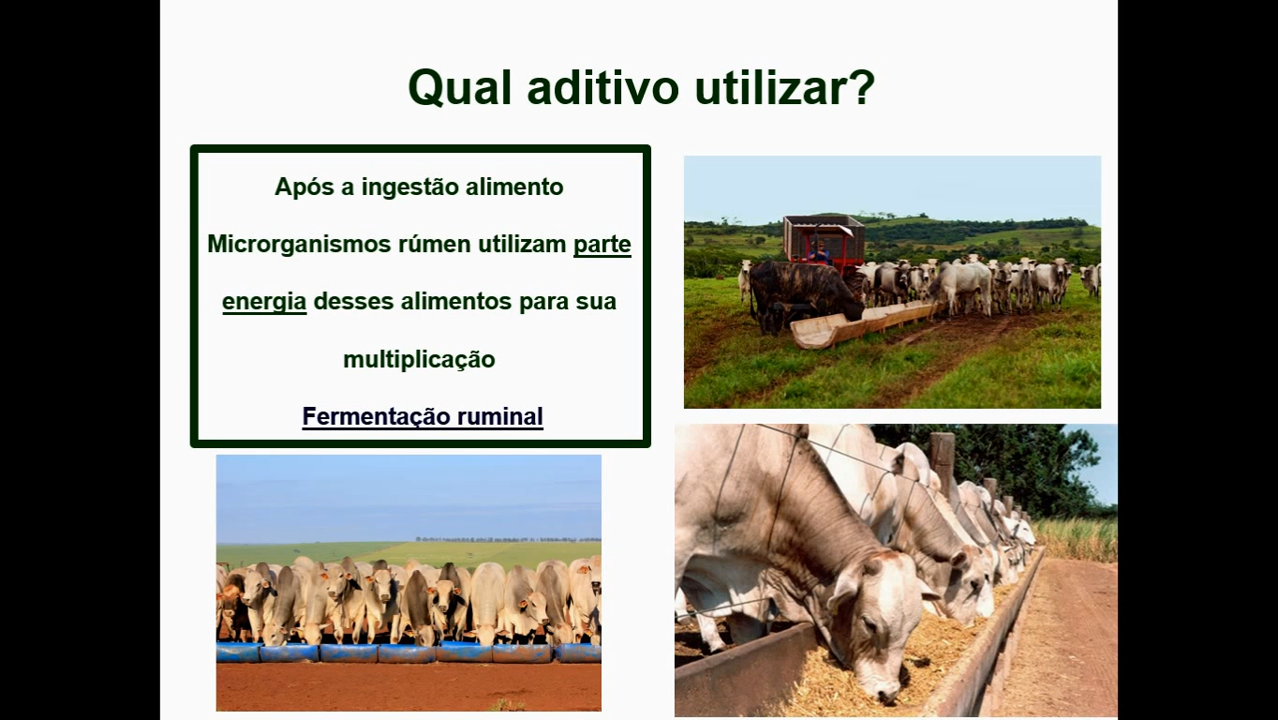 Qual aditivo utilizar?
Após a ingestão alimento
Microrganismos rúmen utilizam parte
energia desses alimentos para sua
multiplicação
Fermentação ruminal